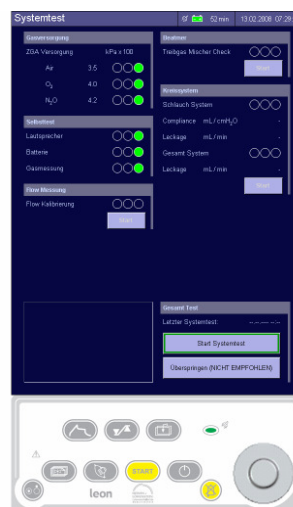 Systemtest 52 min 13.02.2008 07:29
Gasversorgung
ZGA Versorgung kPa x 100
Air 3.5
O₂ 4.0
N₂O 4.2
Selbsttest
Lautsprecher
Batterie
Gasmessung
Flow Messung
Flow Kalibrierung
Start
Beatmer
Treibgas Mischer Check
Start
Kreissystem
Schlauch System
Compliance mL/cmH₂O -
Leckage mL/min -
Gesamt System
Leckage mL/min -
Start
Gesamt Test
Letzter Systemtest: --.--.-- --:--
Start Systemtest
Überspringen (NICHT EMPFOHLEN)
START
leon